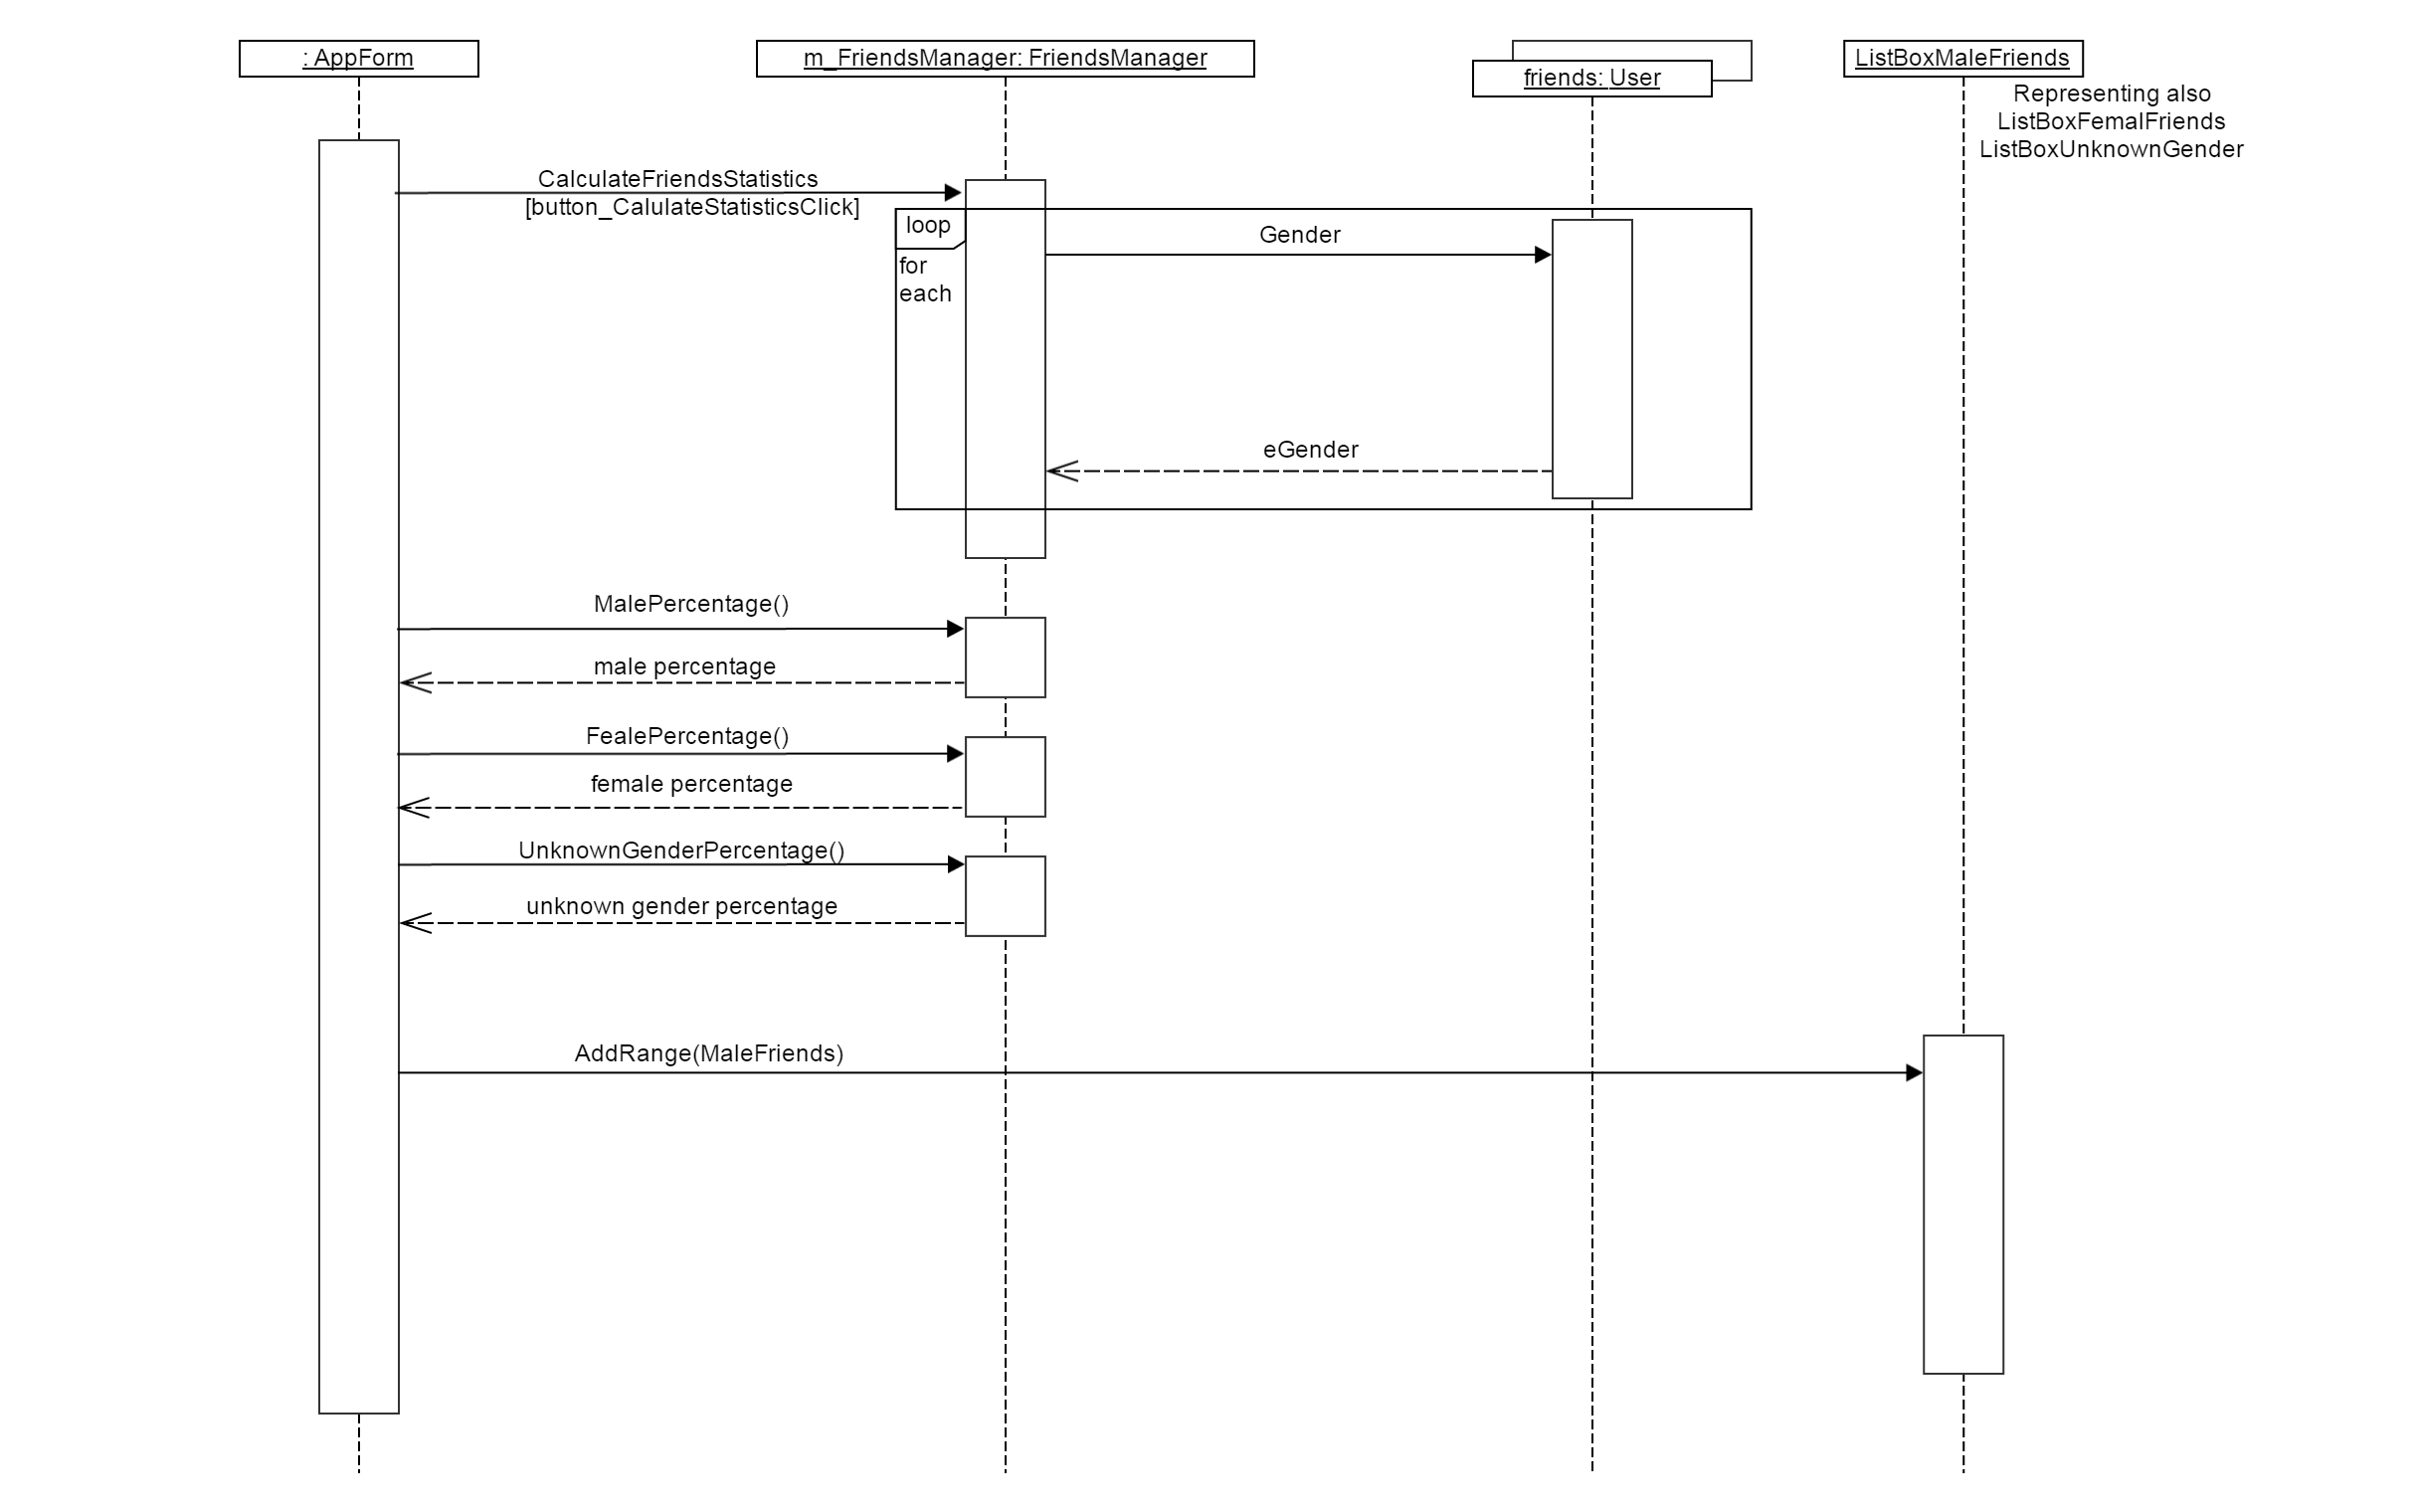 : AppForm
m_FriendsManager: FriendsManager
friends: User
ListBoxMaleFriends
Representing also
ListBoxFemalFriends
ListBoxUnknownGender
CalculateFriendsStatistics
[button_CalulateStatisticsClick]
loop
for
each
Gender
eGender
MalePercentage()
male percentage
FealePercentage()
female percentage
UnknownGenderPercentage()
unknown gender percentage
AddRange(MaleFriends)